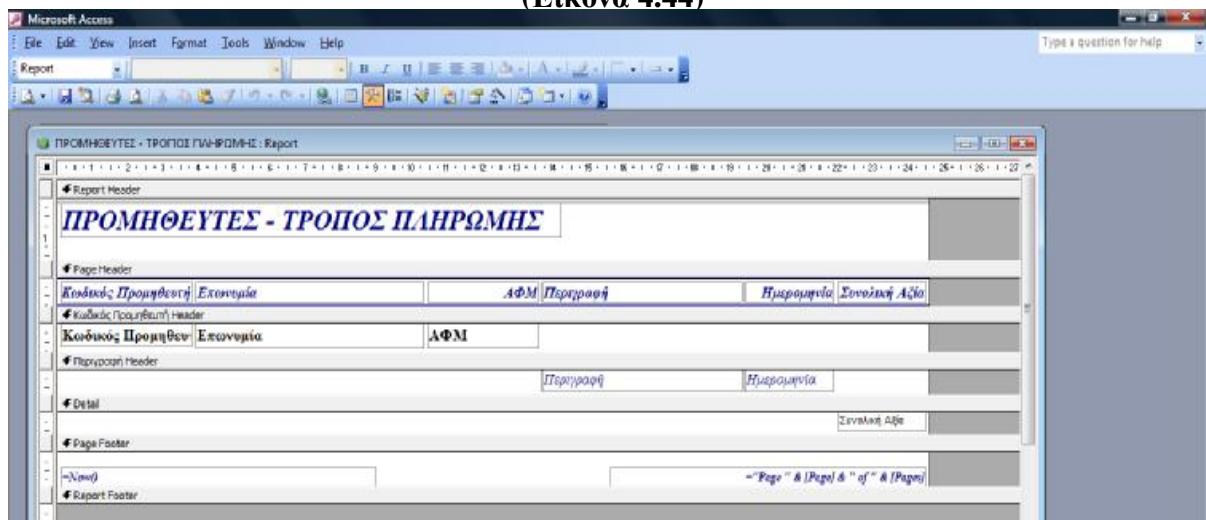 (Εικόνα 4.44)
Microsoft Access
File Edit View Insert Format Tools Window Help
Type a question for help
Report
B I U
ΠΡΟΜΗΘΕΥΤΕΣ - ΤΡΟΠΟΣ ΠΛΗΡΩΜΗΣ : Report
Report Header
ΠΡΟΜΗΘΕΥΤΕΣ - ΤΡΟΠΟΣ ΠΛΗΡΩΜΗΣ
Page Header
Κωδικός Προμηθευτή Επωνυμία ΑΦΜ Περιγραφή Ημερομηνία Συνολική Αξία
Κωδικός Προμηθευτή Header
Κωδικός Προμηθευ Επωνυμία ΑΦΜ
Περιγραφή Header
Περιγραφή Ημερομηνία
Detail
Συνολική Αξία
Page Footer
=Now() ="Page " & [Page] & " of " & [Pages]
Report Footer